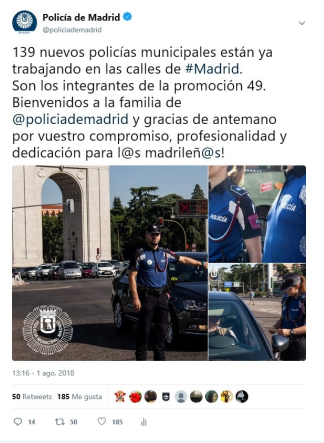 Policía de Madrid
@policiademadrid
139 nuevos policías municipales están ya
trabajando en las calles de #Madrid.
Son los integrantes de la promoción 49.
Bienvenidos a la familia de
@policiademadrid y gracias de antemano
por vuestro compromiso, profesionalidad y
dedicación para l@s madrileñ@s!
POLICÍA
13:16 - 1 ago. 2018
50 Retweets 185 Me gusta
14 50 185